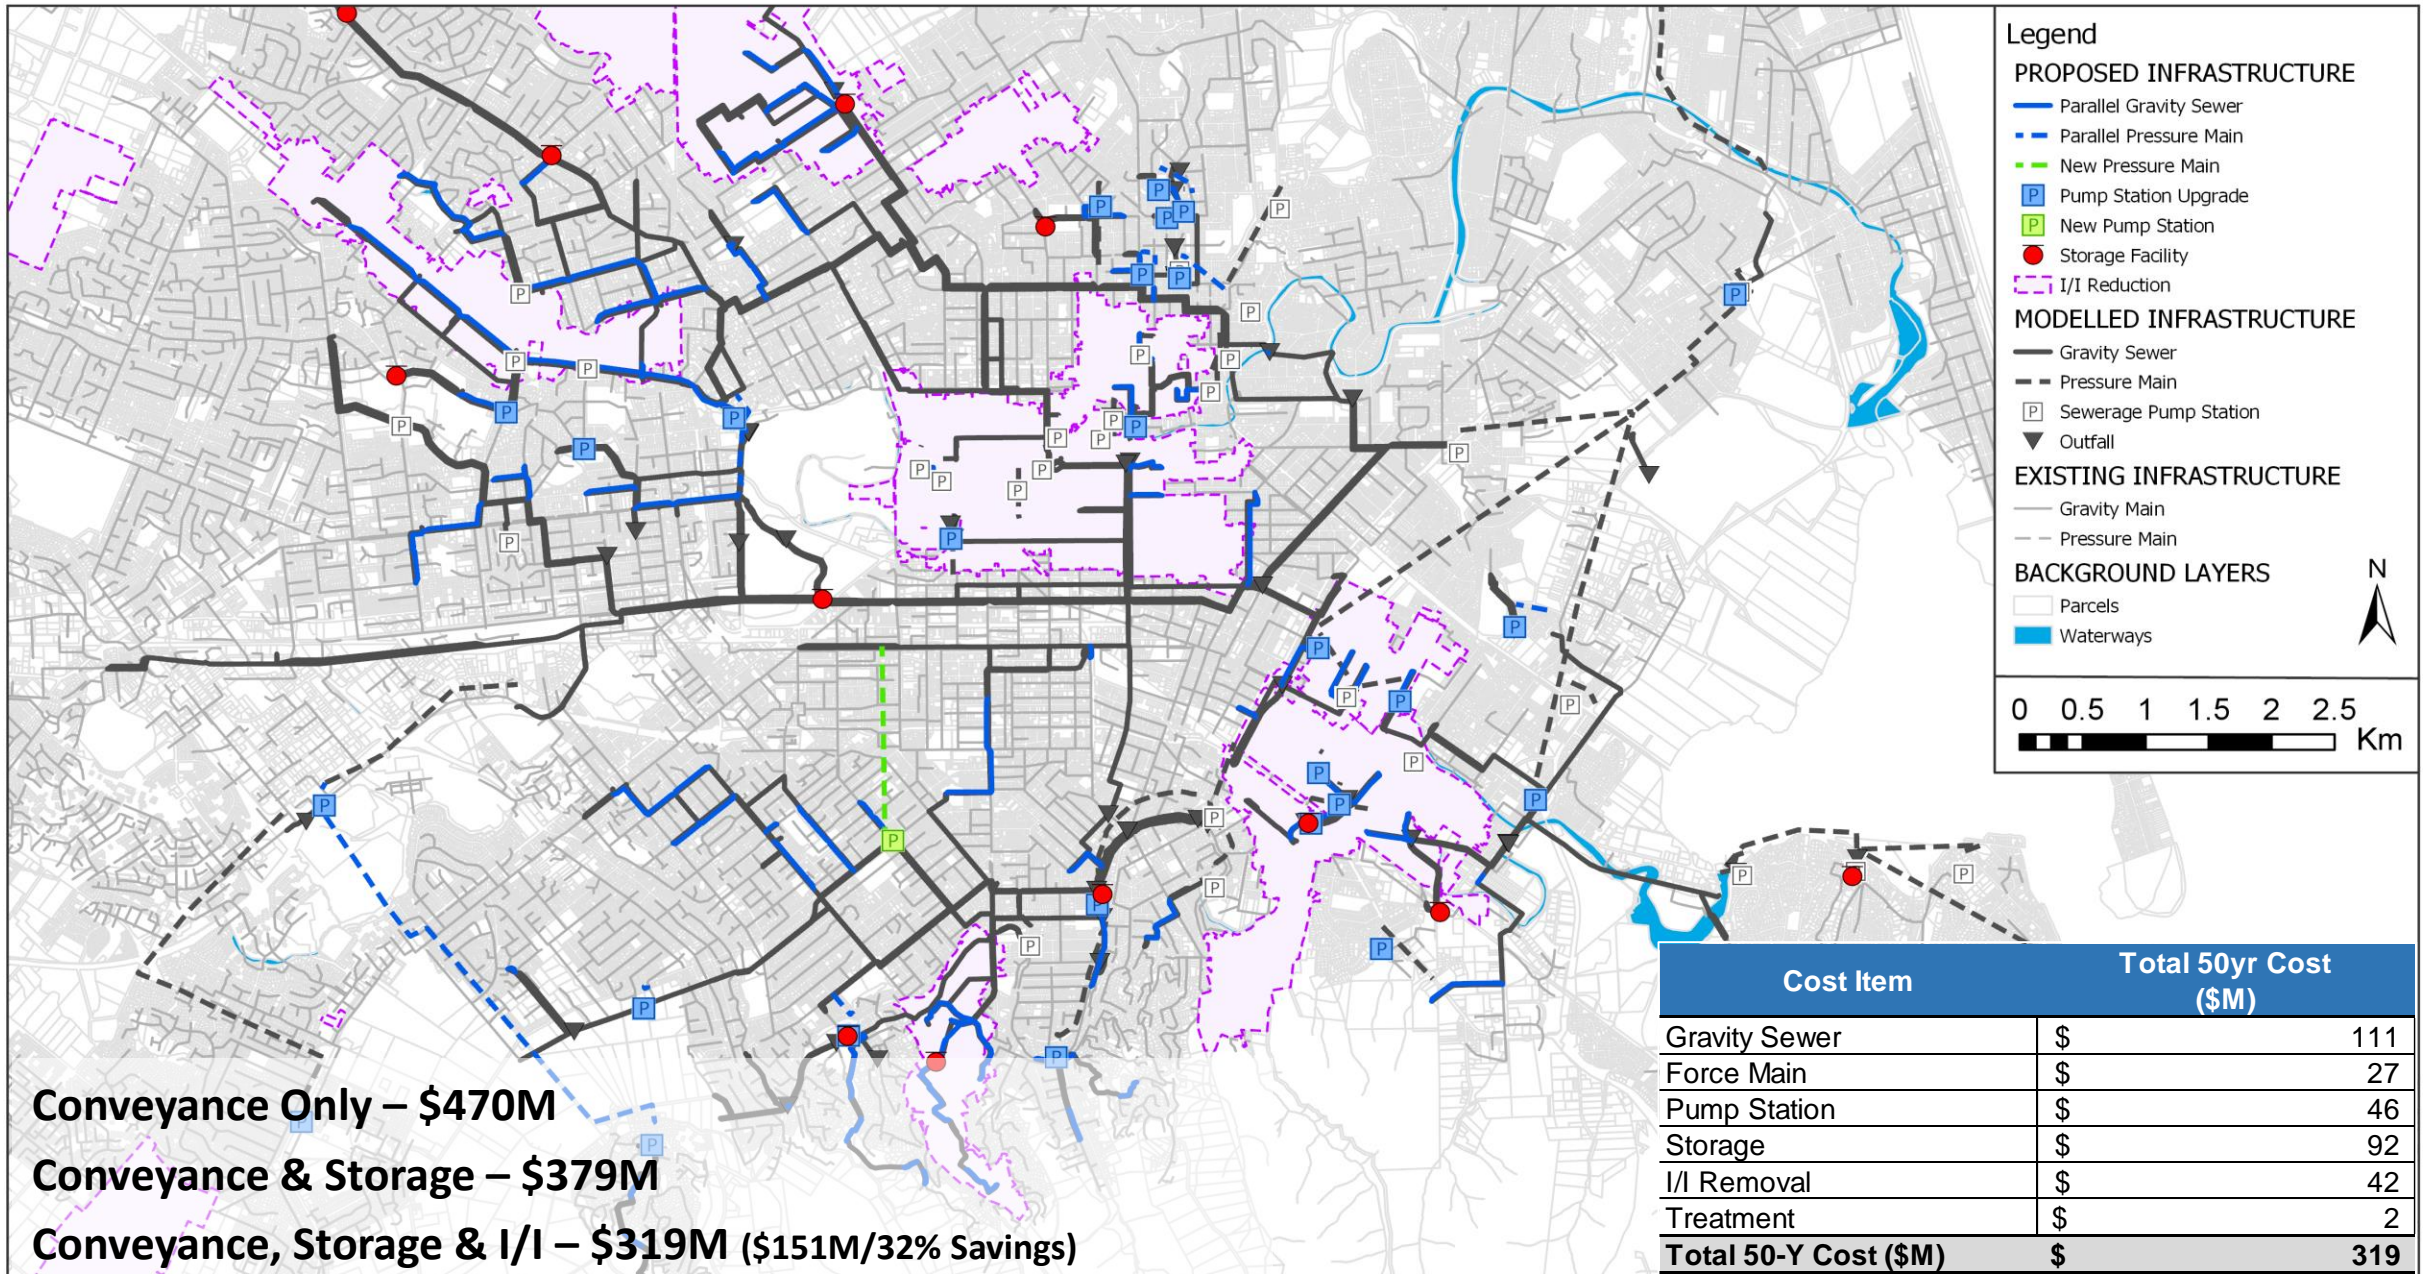 Legend
PROPOSED INFRASTRUCTURE
Parallel Gravity Sewer
Parallel Pressure Main
New Pressure Main
P Pump Station Upgrade
P New Pump Station
Storage Facility
I/I Reduction
MODELLED INFRASTRUCTURE
Gravity Sewer
Pressure Main
P Sewerage Pump Station
Outfall
EXISTING INFRASTRUCTURE
Gravity Main
Pressure Main
BACKGROUND LAYERS
Parcels
Waterways
N
0 0.5 1 1.5 2 2.5
Km
Conveyance Only – $470M
Conveyance & Storage – $379M
Conveyance, Storage & I/I – $319M ($151M/32% Savings)
Cost Item Total 50yr Cost
($M)
Gravity Sewer $ 111
Force Main $ 27
Pump Station $ 46
Storage $ 92
I/I Removal $ 42
Treatment $ 2
Total 50-Y Cost ($M) $ 319